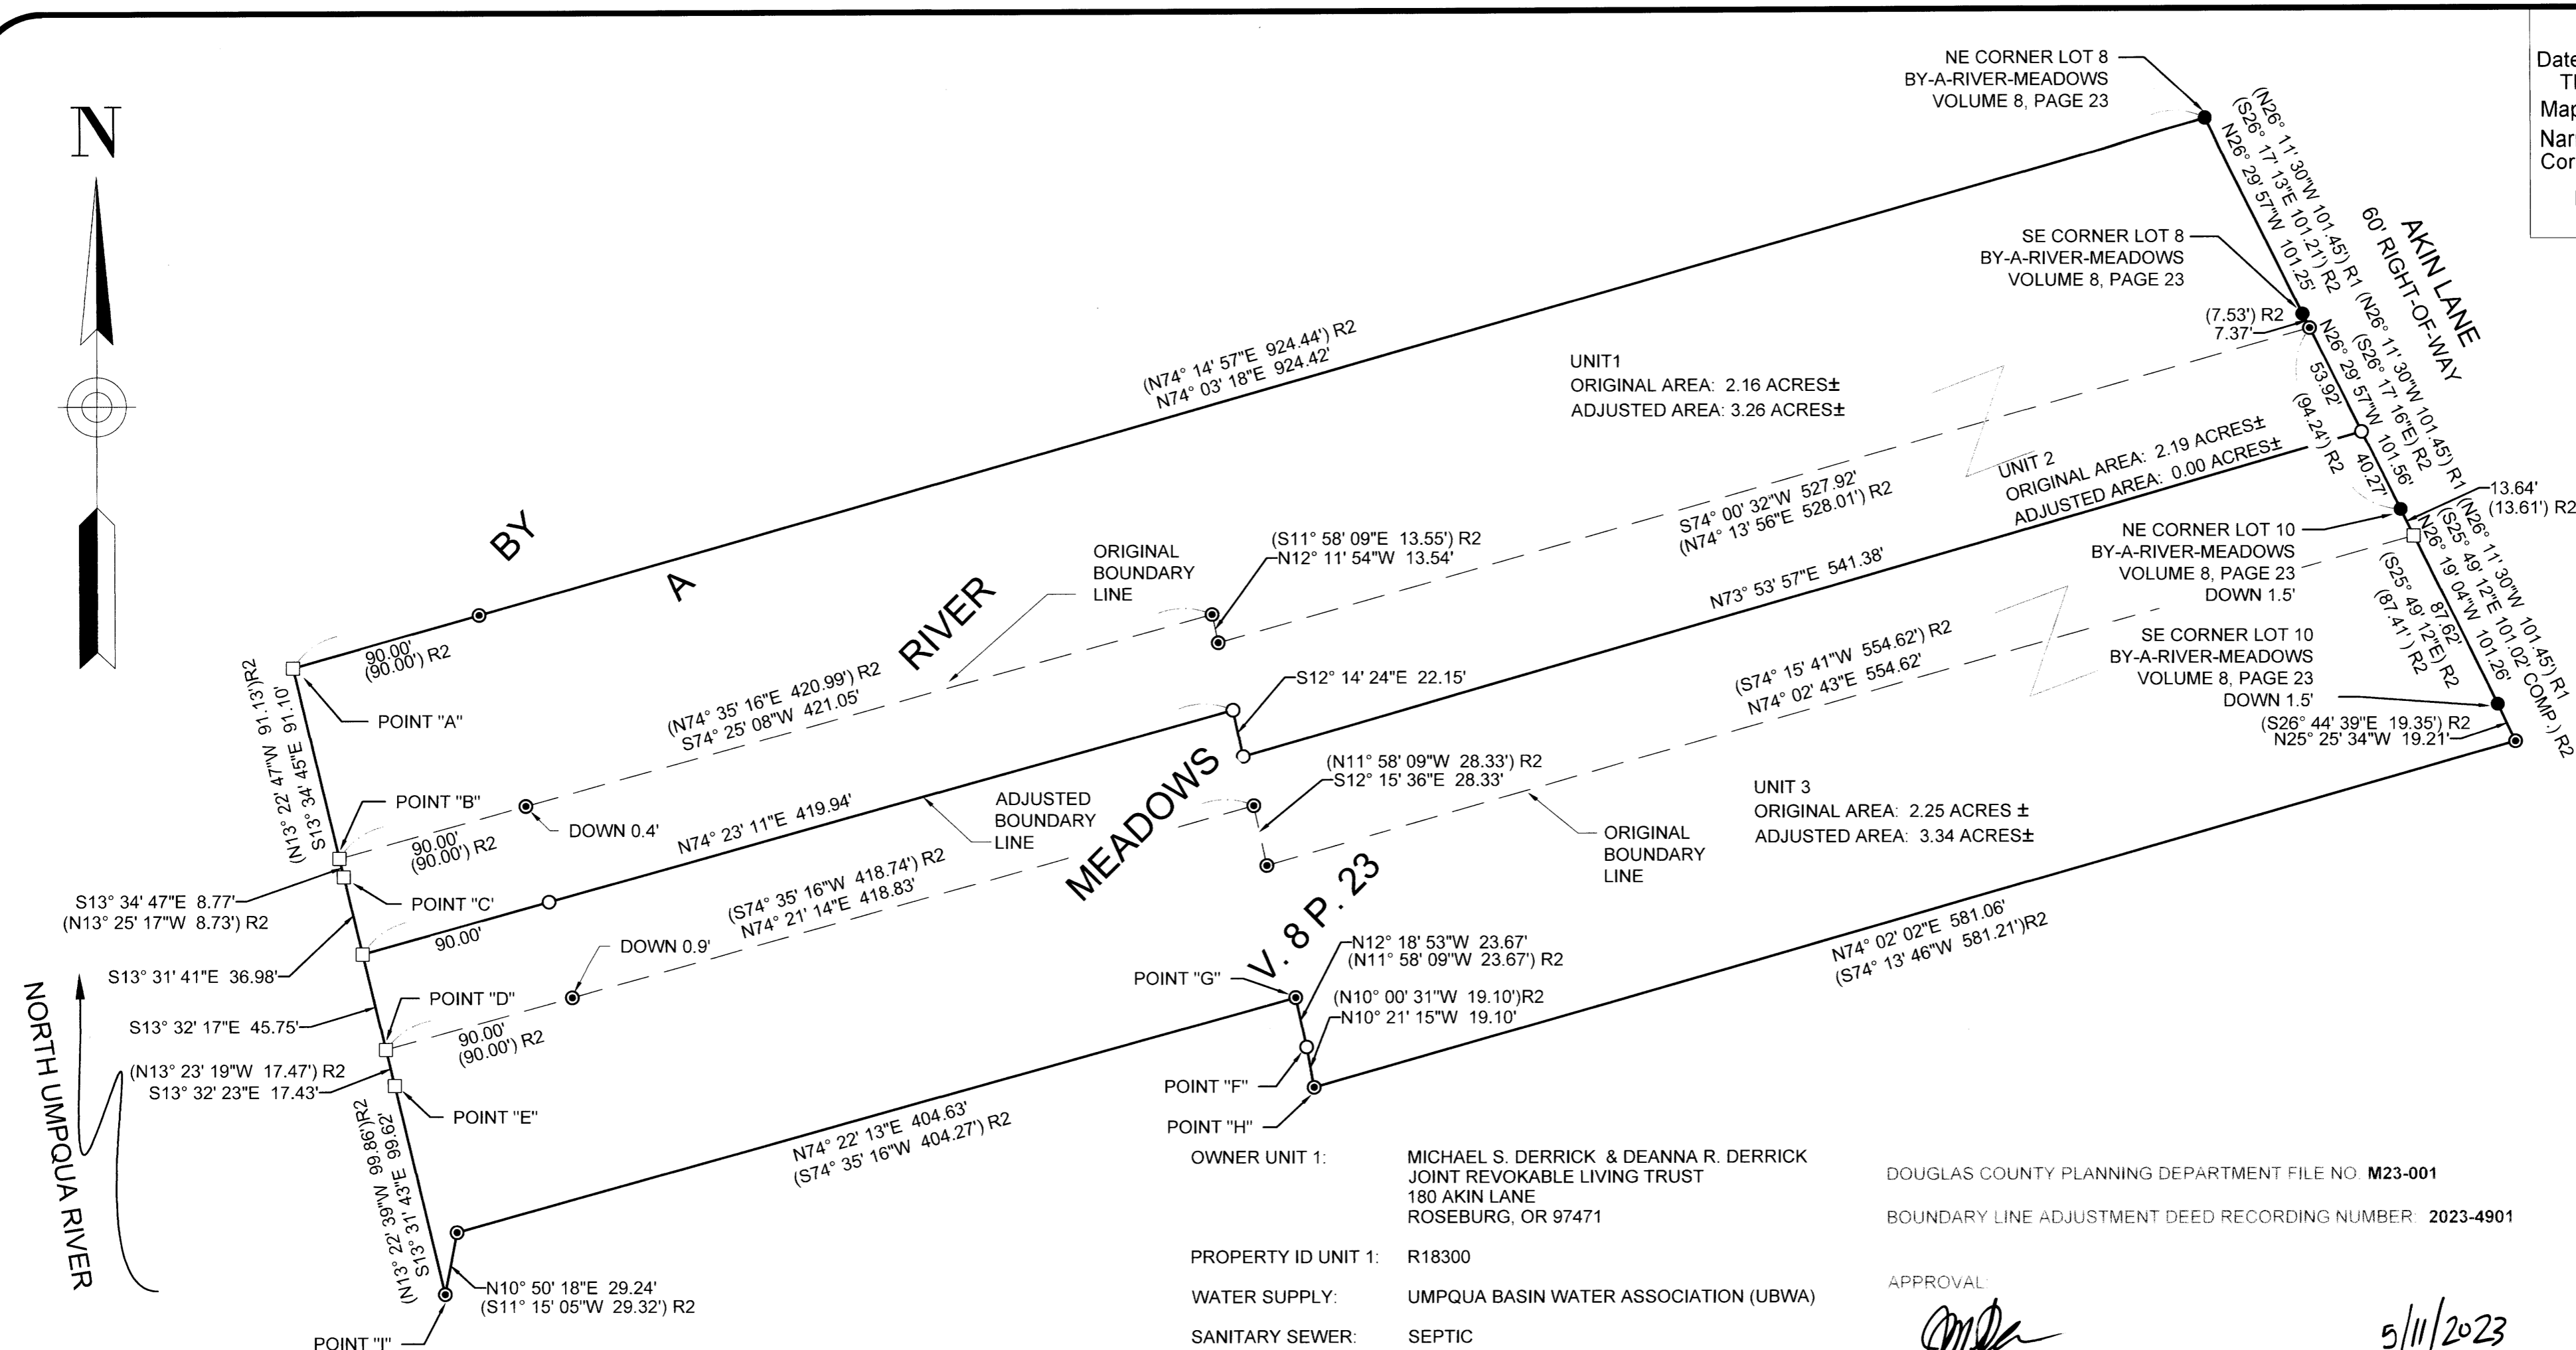 N
NE CORNER LOT 8
BY-A-RIVER-MEADOWS
VOLUME 8, PAGE 23
(N26° 11' 30"W 101.45') R1
(S26° 17' 13"E 101.21') R2
N26° 29' 57"W 101.25'
AKIN LANE
60' RIGHT-OF-WAY
SE CORNER LOT 8
BY-A-RIVER-MEADOWS
VOLUME 8, PAGE 23
(7.53') R2
7.37'
(N26° 11' 30"W 101.45') R1
(S26° 17' 16"E) R2
N26° 29' 57"W 101.56'
53.92'
(94.24') R2
40.27'
(N74° 14' 57"E 924.44') R2
N74° 03' 18"E 924.42'
UNIT1
ORIGINAL AREA: 2.16 ACRES±
ADJUSTED AREA: 3.26 ACRES±
UNIT 2
ORIGINAL AREA: 2.19 ACRES±
ADJUSTED AREA: 0.00 ACRES±
S74° 00' 32"W 527.92'
(N74° 13' 56"E 528.01') R2
13.64'
(13.61') R2
NE CORNER LOT 10
BY-A-RIVER-MEADOWS
VOLUME 8, PAGE 23
DOWN 1.5'
(N26° 11' 30"W 101.45') R1
(S25° 49' 12"E 101.02' COMP.) R2
N26° 19' 04"W 101.26'
87.62'
(S25° 49' 12"E) R2
(87.41') R2
SE CORNER LOT 10
BY-A-RIVER-MEADOWS
VOLUME 8, PAGE 23
DOWN 1.5'
(S26° 44' 39"E 19.35') R2
N25° 25' 34"W 19.21'
BY
A
RIVER
MEADOWS
V. 8 P. 23
ORIGINAL
BOUNDARY
LINE
(S11° 58' 09"E 13.55') R2
N12° 11' 54"W 13.54'
N73° 53' 57"E 541.38'
(S74° 15' 41"W 554.62') R2
N74° 02' 43"E 554.62'
S12° 14' 24"E 22.15'
90.00'
(90.00') R2
(N13° 22' 47"W 91.13')R2
S13° 34' 45"E 91.10'
POINT "A"
(N74° 35' 16"E 420.99') R2
S74° 25' 08"W 421.05'
POINT "B"
DOWN 0.4'
90.00'
(90.00') R2
ADJUSTED
BOUNDARY
LINE
N74° 23' 11"E 419.94'
(N11° 58' 09"W 28.33') R2
S12° 15' 36"E 28.33'
UNIT 3
ORIGINAL AREA: 2.25 ACRES ±
ADJUSTED AREA: 3.34 ACRES±
ORIGINAL
BOUNDARY
LINE
S13° 34' 47"E 8.77'
(N13° 25' 17"W 8.73') R2
POINT "C'
90.00'
(S74° 35' 16"W 418.74') R2
N74° 21' 14"E 418.83'
DOWN 0.9'
S13° 31' 41"E 36.98'
POINT "D"
S13° 32' 17"E 45.75'
90.00'
(90.00') R2
(N13° 23' 19"W 17.47') R2
S13° 32' 23"E 17.43'
POINT "E"
NORTH UMPQUA RIVER
POINT "G"
N12° 18' 53"W 23.67'
(N11° 58' 09"W 23.67') R2
(N10° 00' 31"W 19.10')R2
N10° 21' 15"W 19.10'
POINT "F"
POINT "H"
N74° 02' 02"E 581.06'
(S74° 13' 46"W 581.21')R2
N74° 22' 13"E 404.63'
(S74° 35' 16"W 404.27') R2
(N13° 22' 39"W 99.86')R2
S13° 31' 43"E 99.62'
N10° 50' 18"E 29.24'
(S11° 15' 05"W 29.32') R2
POINT "I"
OWNER UNIT 1: MICHAEL S. DERRICK & DEANNA R. DERRICK
JOINT REVOKABLE LIVING TRUST
180 AKIN LANE
ROSEBURG, OR 97471
PROPERTY ID UNIT 1: R18300
WATER SUPPLY: UMPQUA BASIN WATER ASSOCIATION (UBWA)
SANITARY SEWER: SEPTIC
DOUGLAS COUNTY PLANNING DEPARTMENT FILE NO. M23-001
BOUNDARY LINE ADJUSTMENT DEED RECORDING NUMBER: 2023-4901
APPROVAL:
5/11/2023
Date
Map